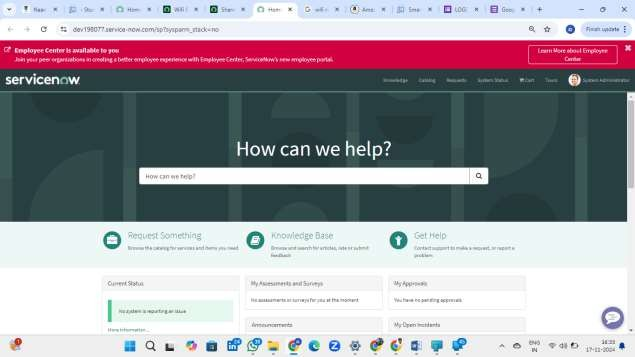 Near
Stu
Hom
WiFi I
Shar
Hom
wifi r
Ama
Smar
LOGI
Goog
dev198077.service-now.com/sp?sysparm_stack=no
Finish update
Employee Center is available to you
Join your peer organizations in creating a better employee experience with Employee Center, ServiceNow's new employee portal.
Learn More about Employee
Center
servicenow
Knowledge Catalog Requests System Status Cart Tours System Administrator
How can we help?
How can we help?
Request Something
Browse the catalog for services and items you need
Knowledge Base
Browse and search for articles, rate or submit
feedback
Get Help
Contact support to make a request, or report a
problem
Current Status
No system is reporting an issue
More information...
My Assessments and Surveys
No assessments or surveys for you at the moment
Announcements
My Approvals
You have no pending approvals
My Open Incidents
ENG
IN
16:33
17-11-2024